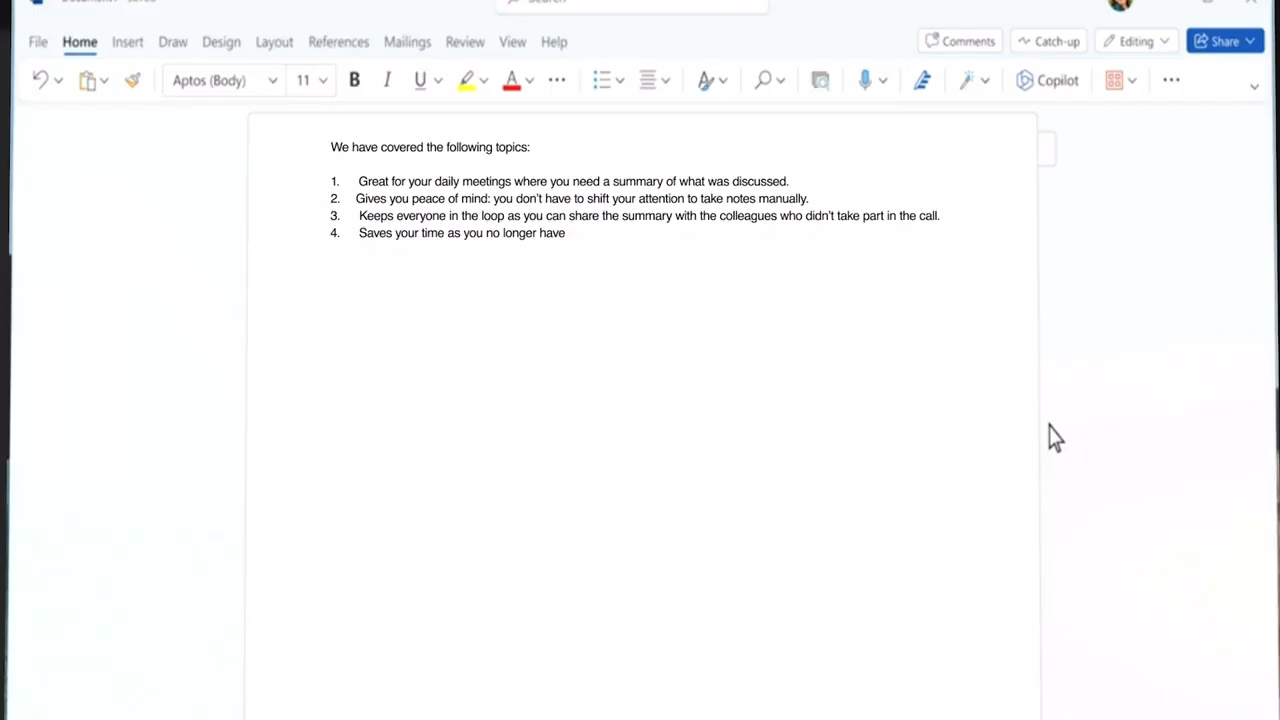 File Home Insert Draw Design Layout References Mailings Review View Help Comments Catch-up Editing Share
Aptos (Body) 11 B I U A Copilot
We have covered the following topics:
1. Great for your daily meetings where you need a summary of what was discussed.
2. Gives you peace of mind: you don't have to shift your attention to take notes manually.
3. Keeps everyone in the loop as you can share the summary with the colleagues who didn't take part in the call.
4. Saves your time as you no longer have